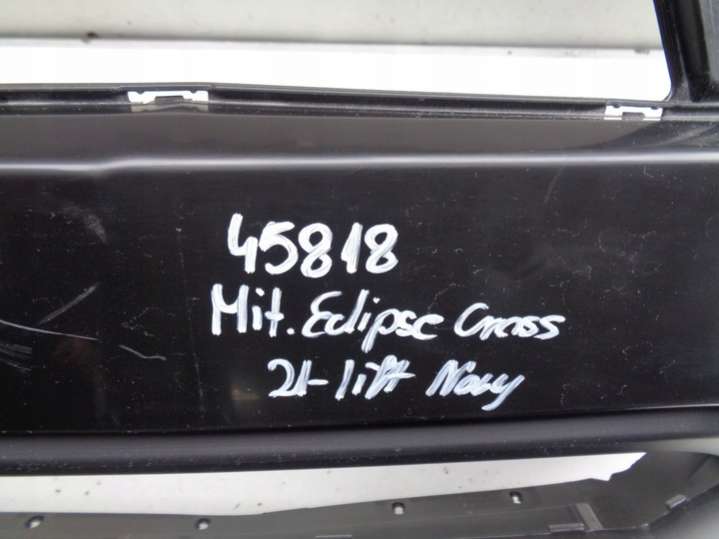 45818
Mit. Eclipse Cross
21- lift Nowy